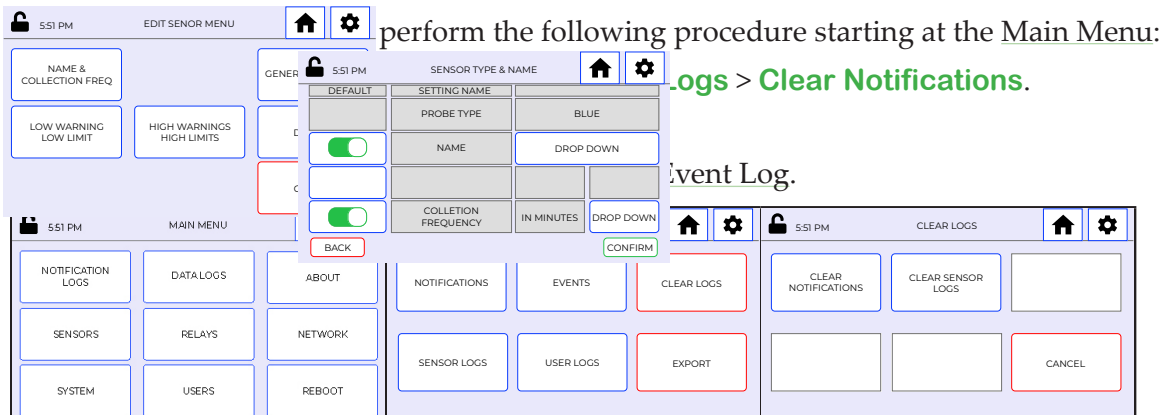 5:51 PM
EDIT SENOR MENU
NAME &
COLLECTION FREQ
LOW WARNING
LOW LIMIT
HIGH WARNINGS
HIGH LIMITS
perform the following procedure starting at the Main Menu:
> Clear Notifications.
Event Log.
5:51 PM
SENSOR TYPE & NAME
DEFAULT
SETTING NAME
PROBE TYPE
BLUE
NAME
DROP DOWN
COLLETION
FREQUENCY
IN MINUTES
DROP DOWN
BACK
CONFIRM
5:51 PM
MAIN MENU
NOTIFICATION
LOGS
DATA LOGS
ABOUT
SENSORS
RELAYS
NETWORK
SYSTEM
USERS
REBOOT
NOTIFICATIONS
EVENTS
CLEAR LOGS
SENSOR LOGS
USER LOGS
EXPORT
5:51 PM
CLEAR LOGS
CLEAR
NOTIFICATIONS
CLEAR SENSOR
LOGS
CANCEL